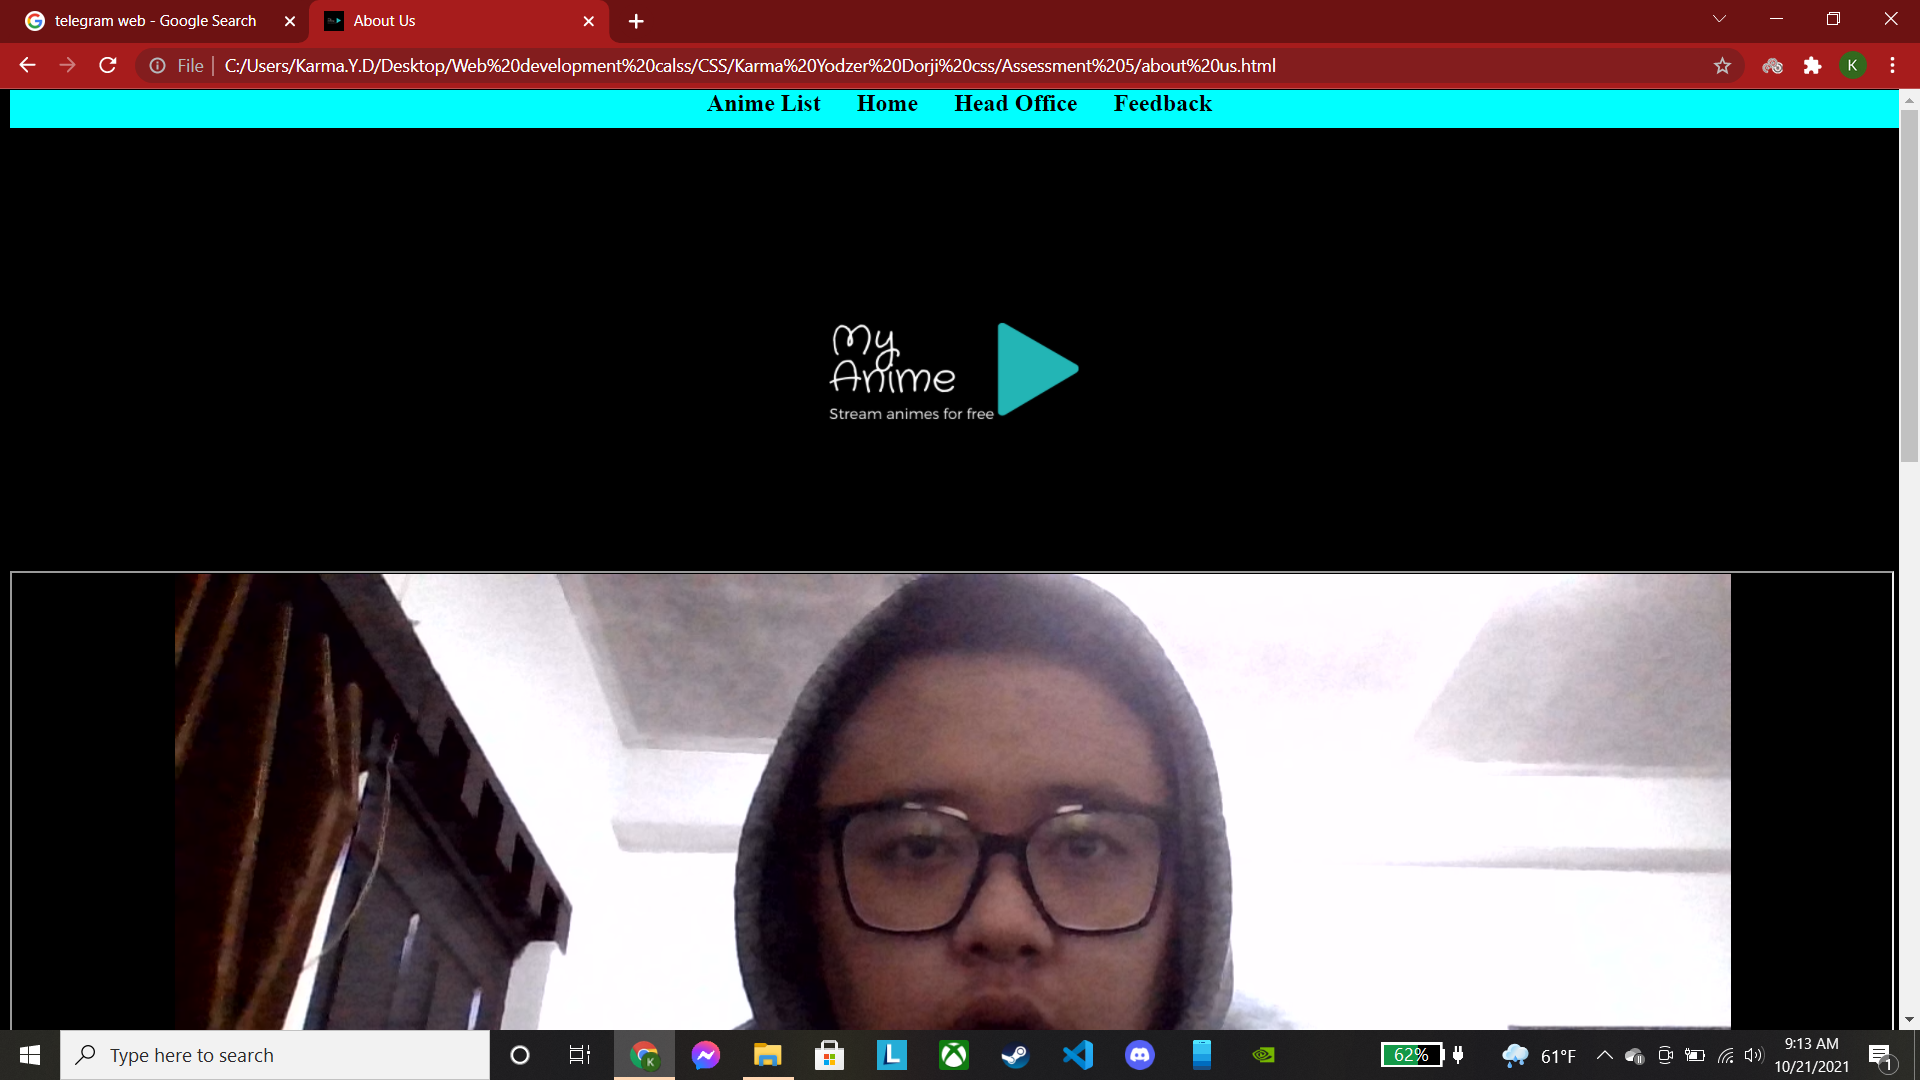 telegram web - Google Search
About Us
File
C:/Users/Karma.Y.D/Desktop/Web%20development%20calss/CSS/Karma%20Yodzer%20Dorji%20css/Assessment%205/about%20us.html
K
Anime List Home Head Office Feedback
My
Anime
Stream animes for free
Type here to search
K
L
62%
61°F
9:13 AM
10/21/2021
1